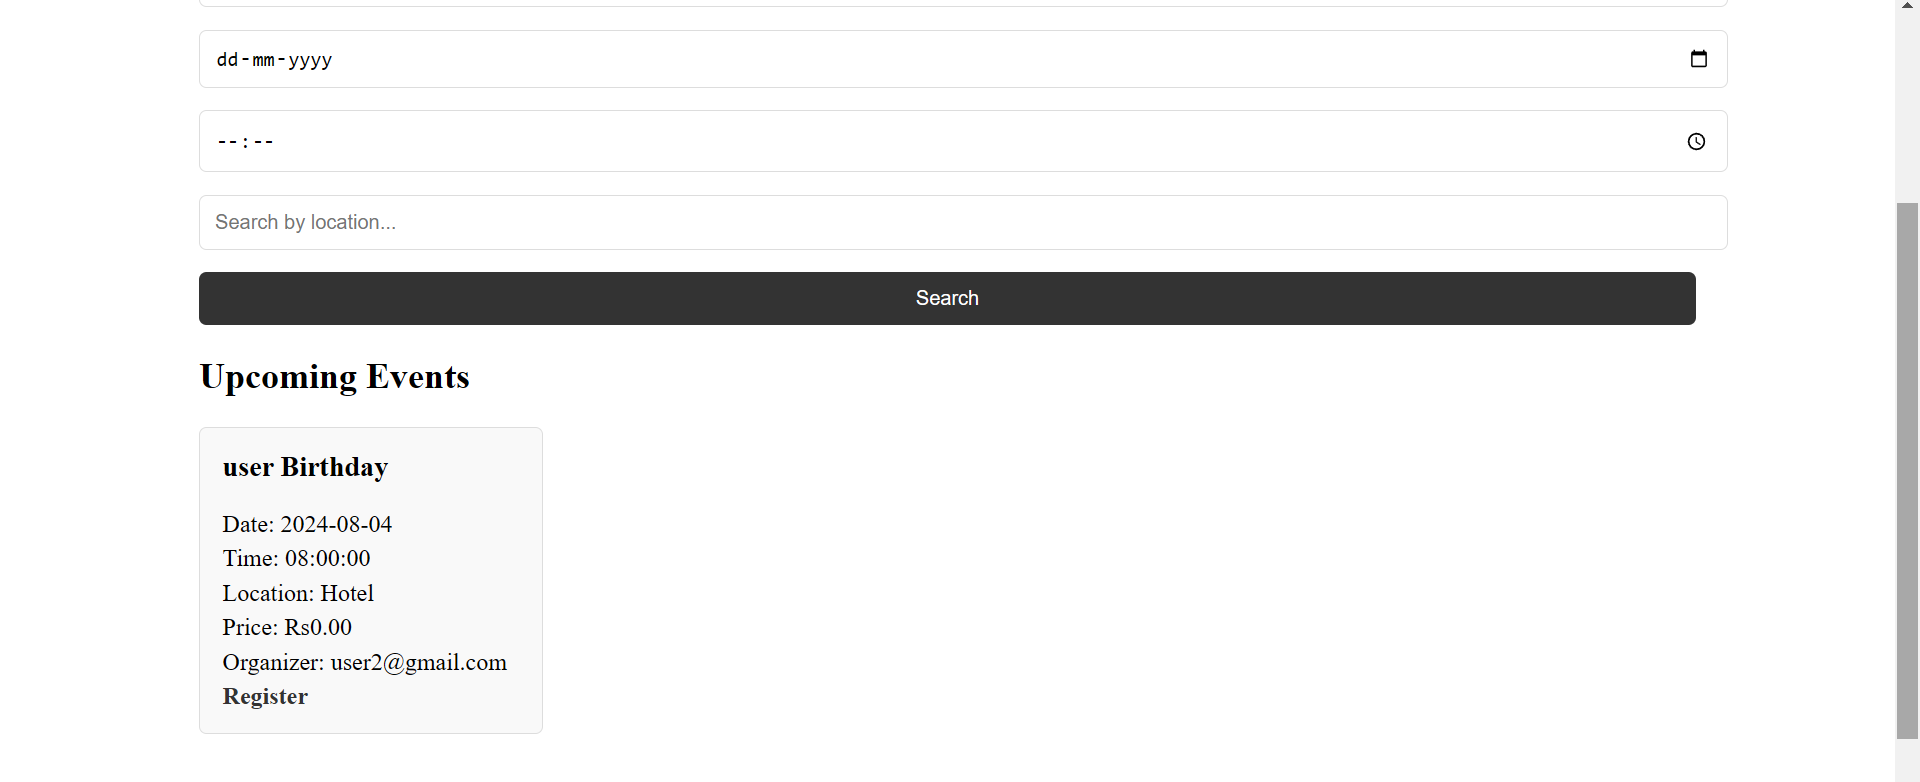 dd-mm-yyyy
--:--
Search by location...
Search
Upcoming Events
user Birthday
Date: 2024-08-04
Time: 08:00:00
Location: Hotel
Price: Rs0.00
Organizer: user2@gmail.com
Register